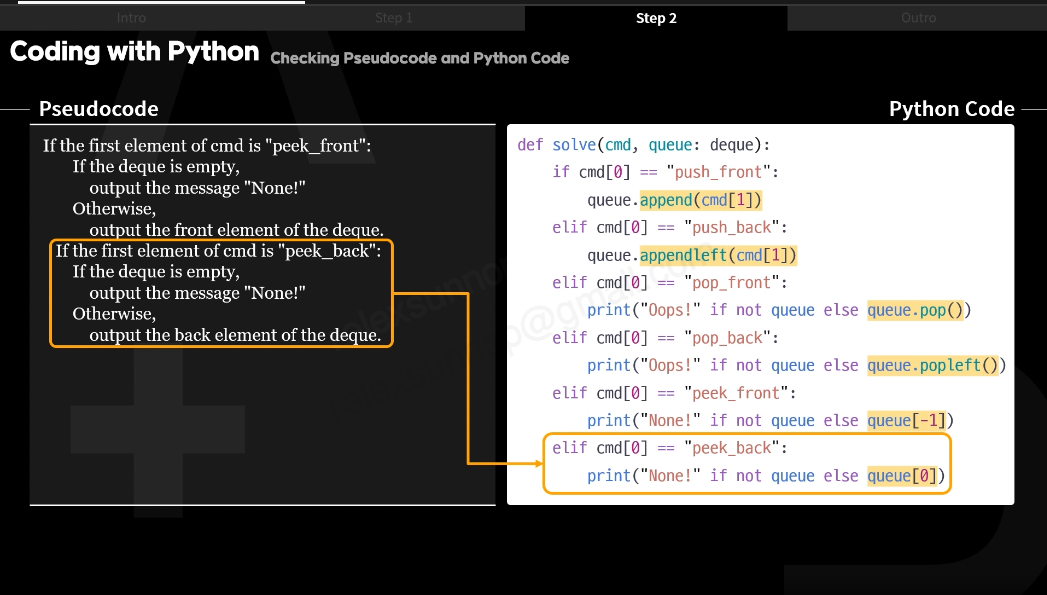 Intro
Step 1
Step 2
Outro
Coding with Python
Checking Pseudocode and Python Code
Pseudocode
If the first element of cmd is "peek_front":
If the deque is empty,
output the message "None!"
Otherwise,
output the front element of the deque.
If the first element of cmd is "peek_back":
If the deque is empty,
output the message "None!"
Otherwise,
output the back element of the deque.
Python Code
def solve(cmd, queue: deque):
if cmd[0] == "push_front":
queue.append(cmd[1])
elif cmd[0] == "push_back":
queue.appendleft(cmd[1])
elif cmd[0] == "pop_front":
print("Oops!" if not queue else queue.pop())
elif cmd[0] == "pop_back":
print("Oops!" if not queue else queue.popleft())
elif cmd[0] == "peek_front":
print("None!" if not queue else queue[-1])
elif cmd[0] == "peek_back":
print("None!" if not queue else queue[0])